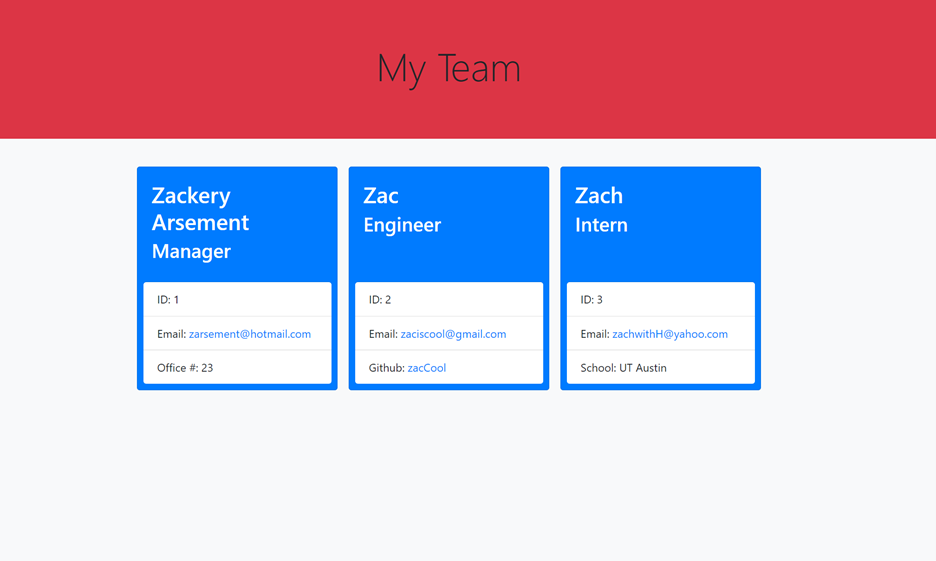 My Team
Zackery
Arsement
Manager
ID: 1
Email: zarsement@hotmail.com
Office #: 23
Zac
Engineer
ID: 2
Email: zaciscool@gmail.com
Github: zacCool
Zach
Intern
ID: 3
Email: zachwithH@yahoo.com
School: UT Austin